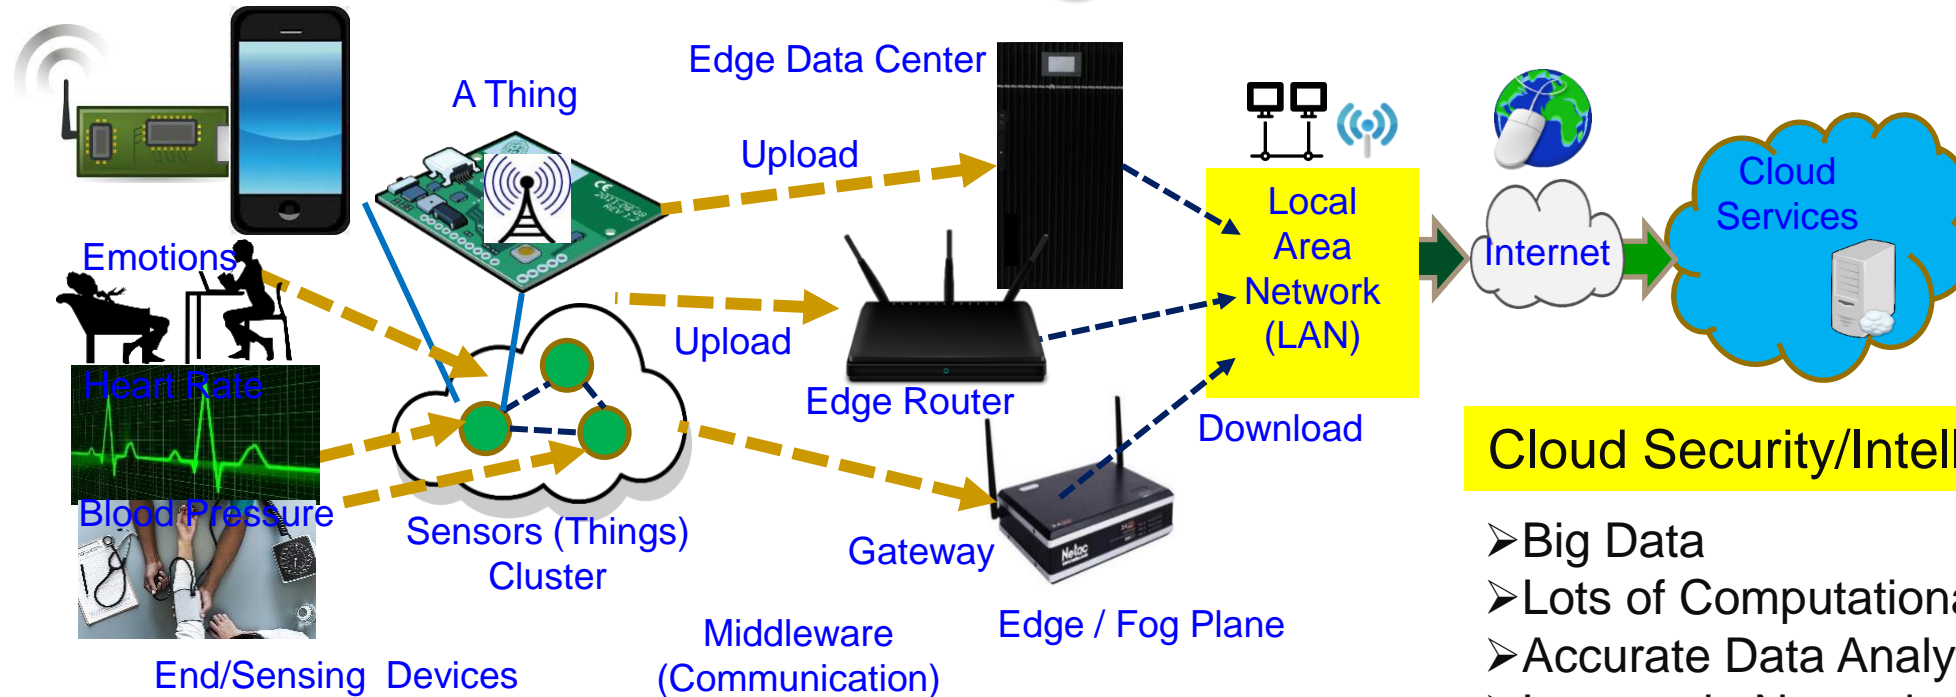 Edge Data Center
A Thing
Upload
Emotions
Heart Rate
Blood Pressure
Upload
Edge Router
Sensors (Things)
Cluster
Gateway
Netac
End/Sensing Devices
Middleware
(Communication)
Edge / Fog Plane
Local
Area
Network
(LAN)
Download
Internet
Cloud
Services
Cloud Security/Intell
➢Big Data
➢Lots of Computationa
➢Accurate Data Analy